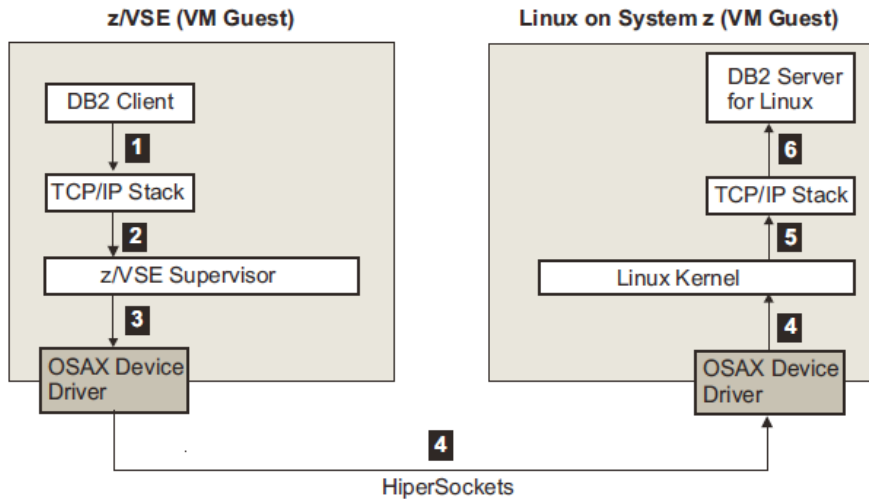 z/VSE (VM Guest)
DB2 Client
1
TCP/IP Stack
2
z/VSE Supervisor
3
OSAX Device
Driver
Linux on System z (VM Guest)
DB2 Server
for Linux
6
TCP/IP Stack
5
Linux Kernel
4
OSAX Device
Driver
4
HiperSockets